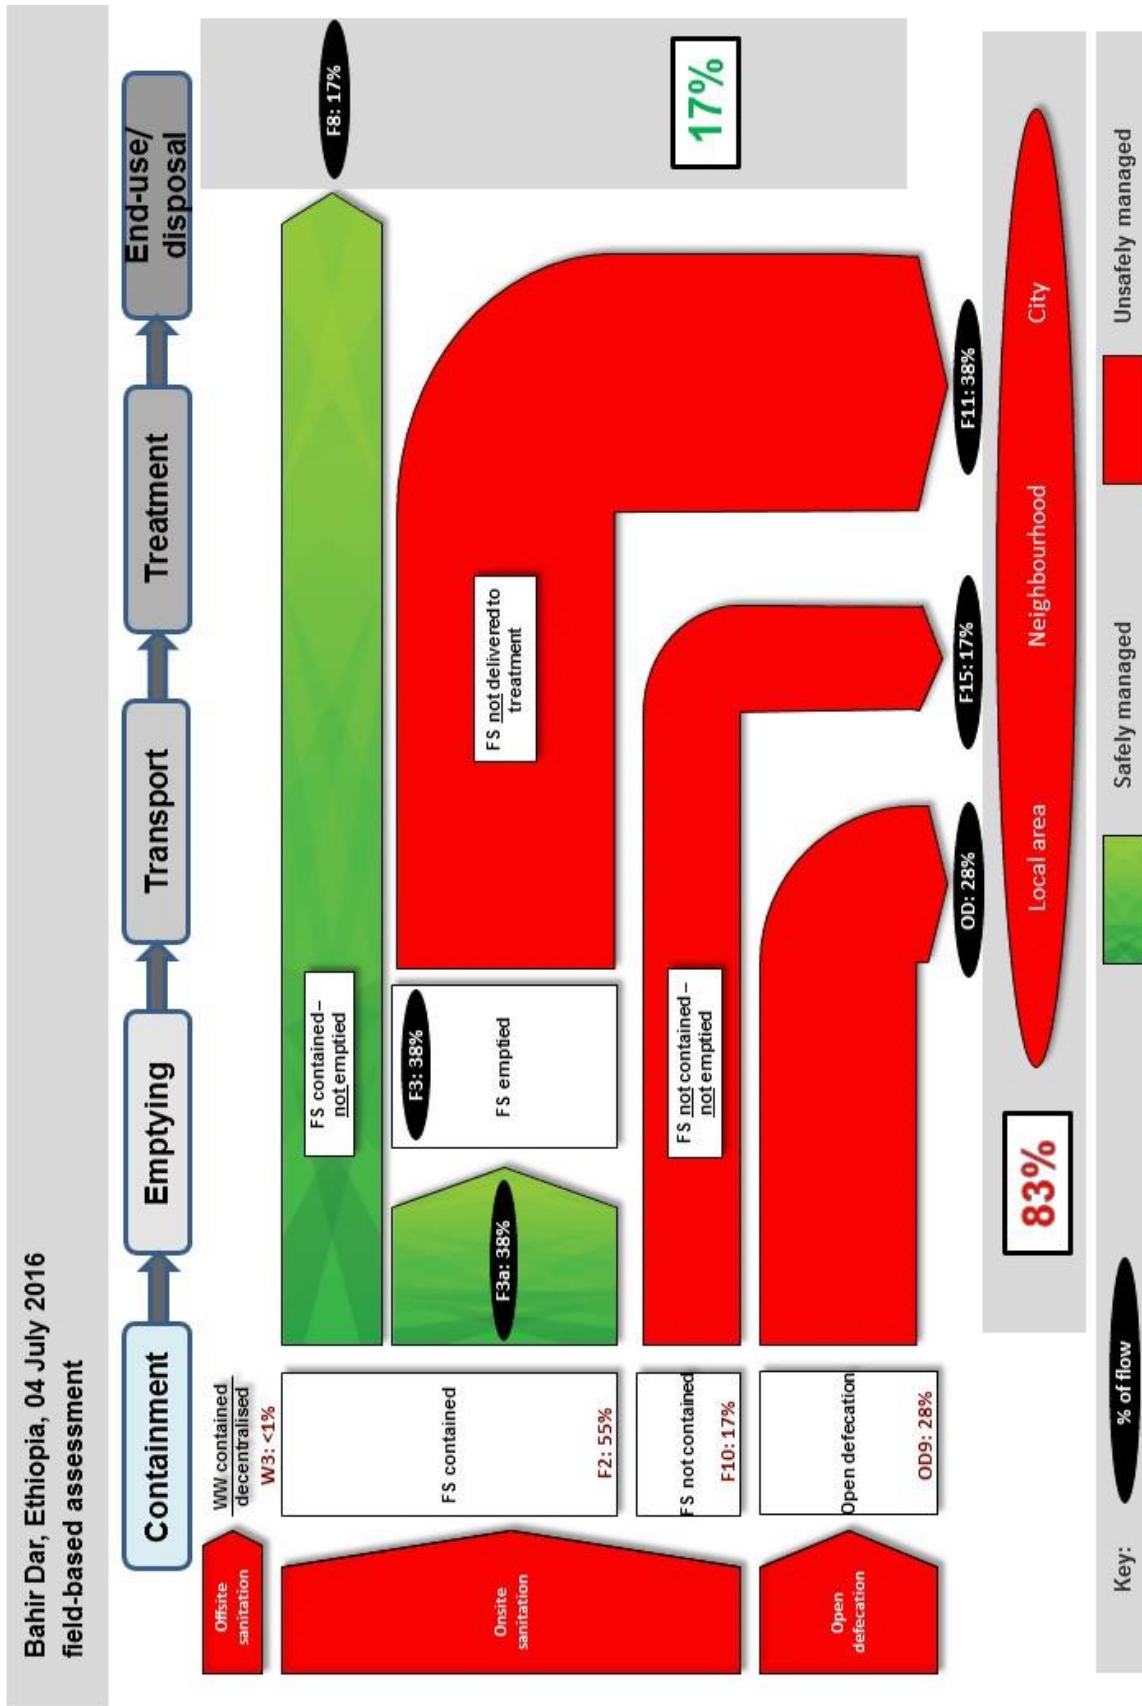 Bahir Dar, Ethiopia, 04 July 2016
field-based assessment
Containment
Emptying
Transport
Treatment
End-use/
disposal
Offsite
sanitation
WW contained
decentralised
W3: <1%
Onsite
sanitation
FS contained
F2: 55%
FS contained –
not emptied
F8: 17%
F3a: 38%
F3: 38%
FS emptied
FS not delivered to
treatment
17%
FS not contained
F10: 17%
FS not contained –
not emptied
Open
defecation
Open defecation
OD9: 28%
OD: 28%
F15: 17%
F11: 38%
83%
Local area
Neighbourhood
City
Key:
% of flow
Safely managed
Unsafely managed